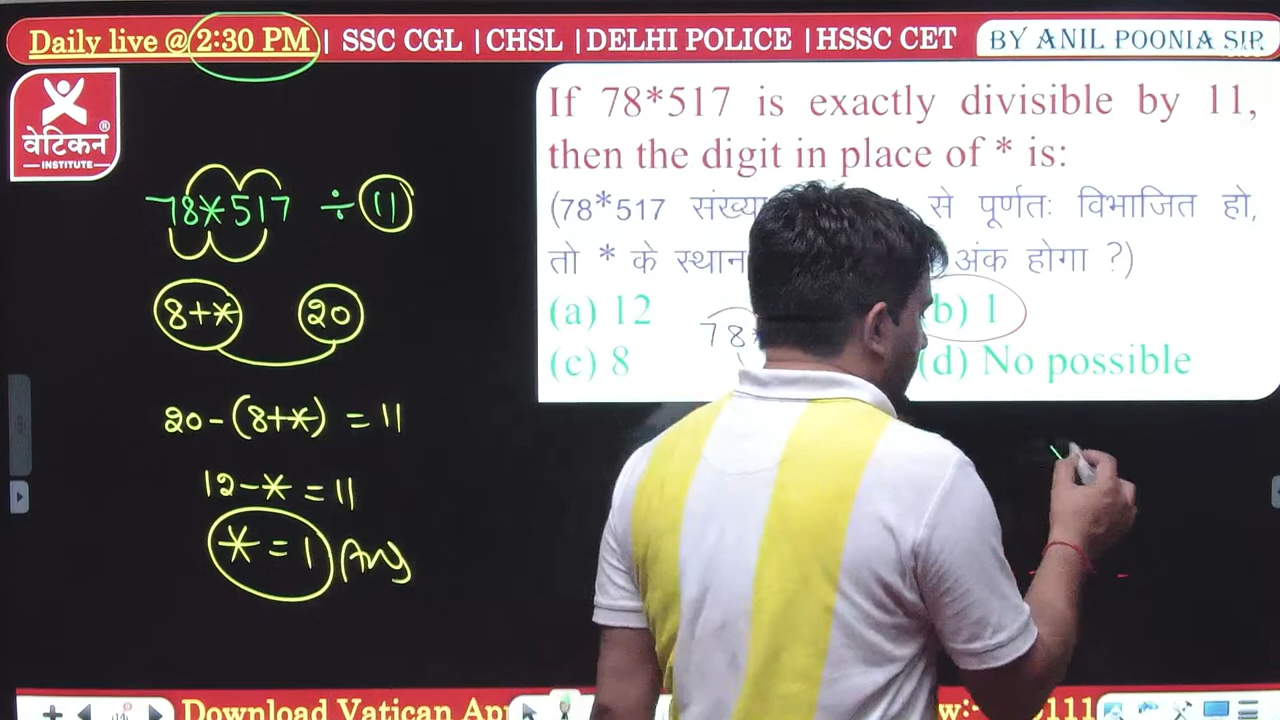 Daily live @ 2:30 PM | SSC CGL | CHSL | DELHI POLICE | HSSC CET
BY ANIL POONIA SIR
वेटिकन
INSTITUTE
If 78*517 is exactly divisible by 11,
then the digit in place of * is:
(78*517 से पूर्णतः विभाजित हो,
तो * के स्थान अंक होगा ?)
(a) 12
b) 1
(c) 8
(d) No possible
78
78*517 ÷ 11
8+* 20
20-(8+*) = 11
12-* = 11
* = 1 Ans
Download Vatican